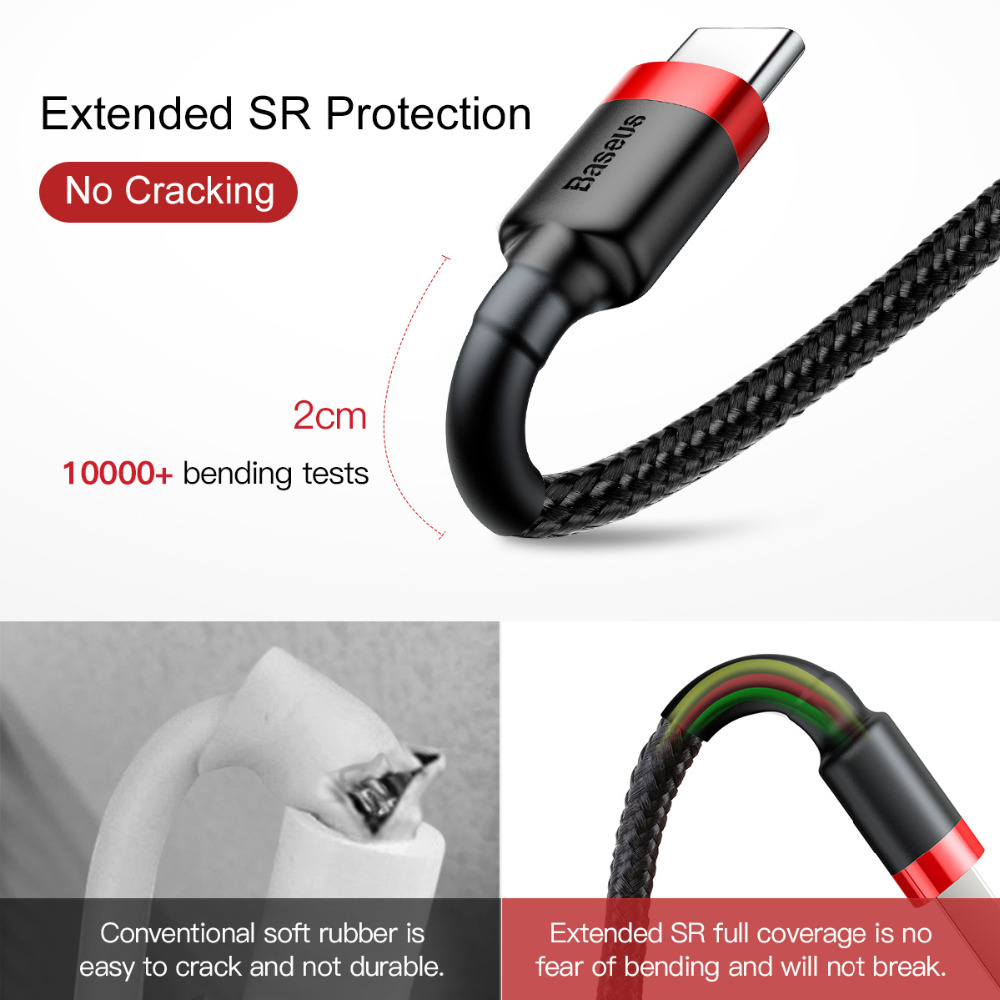 Extended SR Protection
No Cracking
Baseus
2cm
10000+ bending tests
Conventional soft rubber is
easy to crack and not durable.
Extended SR full coverage is no
fear of bending and will not break.